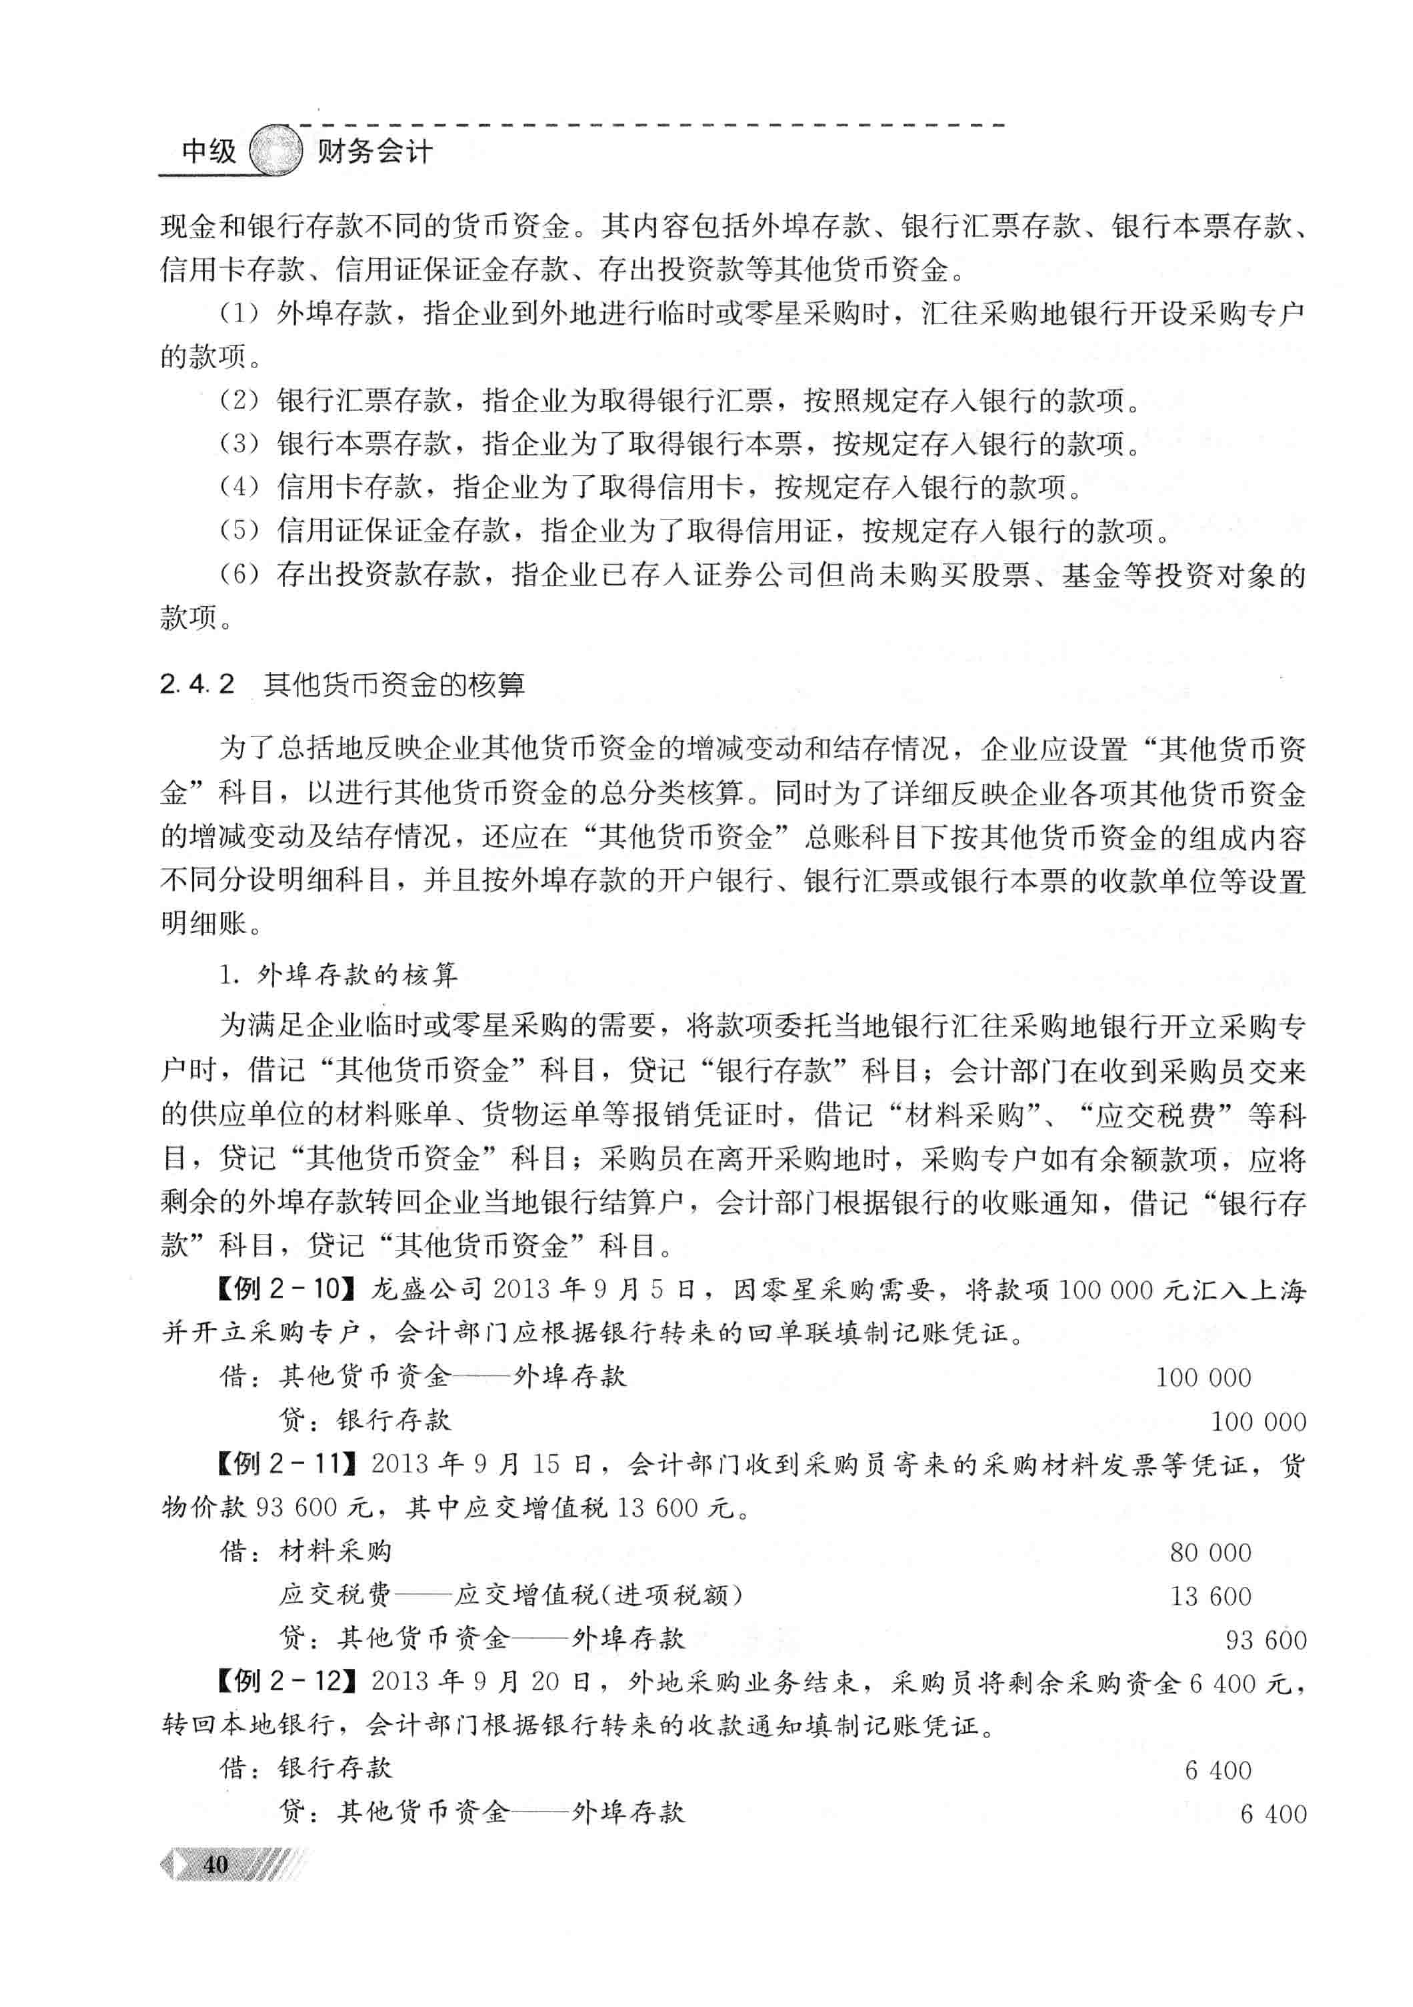 中级 财务会计
现金和银行存款不同的货币资金。其内容包括外埠存款、银行汇票存款、银行本票存款、
信用卡存款、信用证保证金存款、存出投资款等其他货币资金。
（1）外埠存款，指企业到外地进行临时或零星采购时，汇往采购地银行开设采购专户
的款项。
（2）银行汇票存款，指企业为取得银行汇票，按照规定存入银行的款项。
（3）银行本票存款，指企业为了取得银行本票，按规定存入银行的款项。
（4）信用卡存款，指企业为了取得信用卡，按规定存入银行的款项。
（5）信用证保证金存款，指企业为了取得信用证，按规定存入银行的款项。
（6）存出投资款存款，指企业已存入证券公司但尚未购买股票、基金等投资对象的
款项。
2.4.2 其他货币资金的核算
为了总括地反映企业其他货币资金的增减变动和结存情况，企业应设置“其他货币资
金”科目，以进行其他货币资金的总分类核算。同时为了详细反映企业各项其他货币资金
的增减变动及结存情况，还应在“其他货币资金”总账科目下按其他货币资金的组成内容
不同分设明细科目，并且按外埠存款的开户银行、银行汇票或银行本票的收款单位等设置
明细账。
1. 外埠存款的核算
为满足企业临时或零星采购的需要，将款项委托当地银行汇往采购地银行开立采购专
户时，借记“其他货币资金”科目，贷记“银行存款”科目；会计部门在收到采购员交来
的供应单位的材料账单、货物运单等报销凭证时，借记“材料采购”、“应交税费”等科
目，贷记“其他货币资金”科目；采购员在离开采购地时，采购专户如有余额款项，应将
剩余的外埠存款转回企业当地银行结算户，会计部门根据银行的收账通知，借记“银行存
款”科目，贷记“其他货币资金”科目。
【例 2-10】龙盛公司 2013 年 9 月 5 日，因零星采购需要，将款项 100 000 元汇入上海
并开立采购专户，会计部门应根据银行转来的回单联填制记账凭证。
借：其他货币资金——外埠存款 100 000
贷：银行存款 100 000
【例 2-11】2013 年 9 月 15 日，会计部门收到采购员寄来的采购材料发票等凭证，货
物价款 93 600 元，其中应交增值税 13 600 元。
借：材料采购 80 000
应交税费——应交增值税(进项税额) 13 600
贷：其他货币资金——外埠存款 93 600
【例 2-12】2013 年 9 月 20 日，外地采购业务结束，采购员将剩余采购资金 6 400 元，
转回本地银行，会计部门根据银行转来的收款通知填制记账凭证。
借：银行存款 6 400
贷：其他货币资金——外埠存款 6 400
40